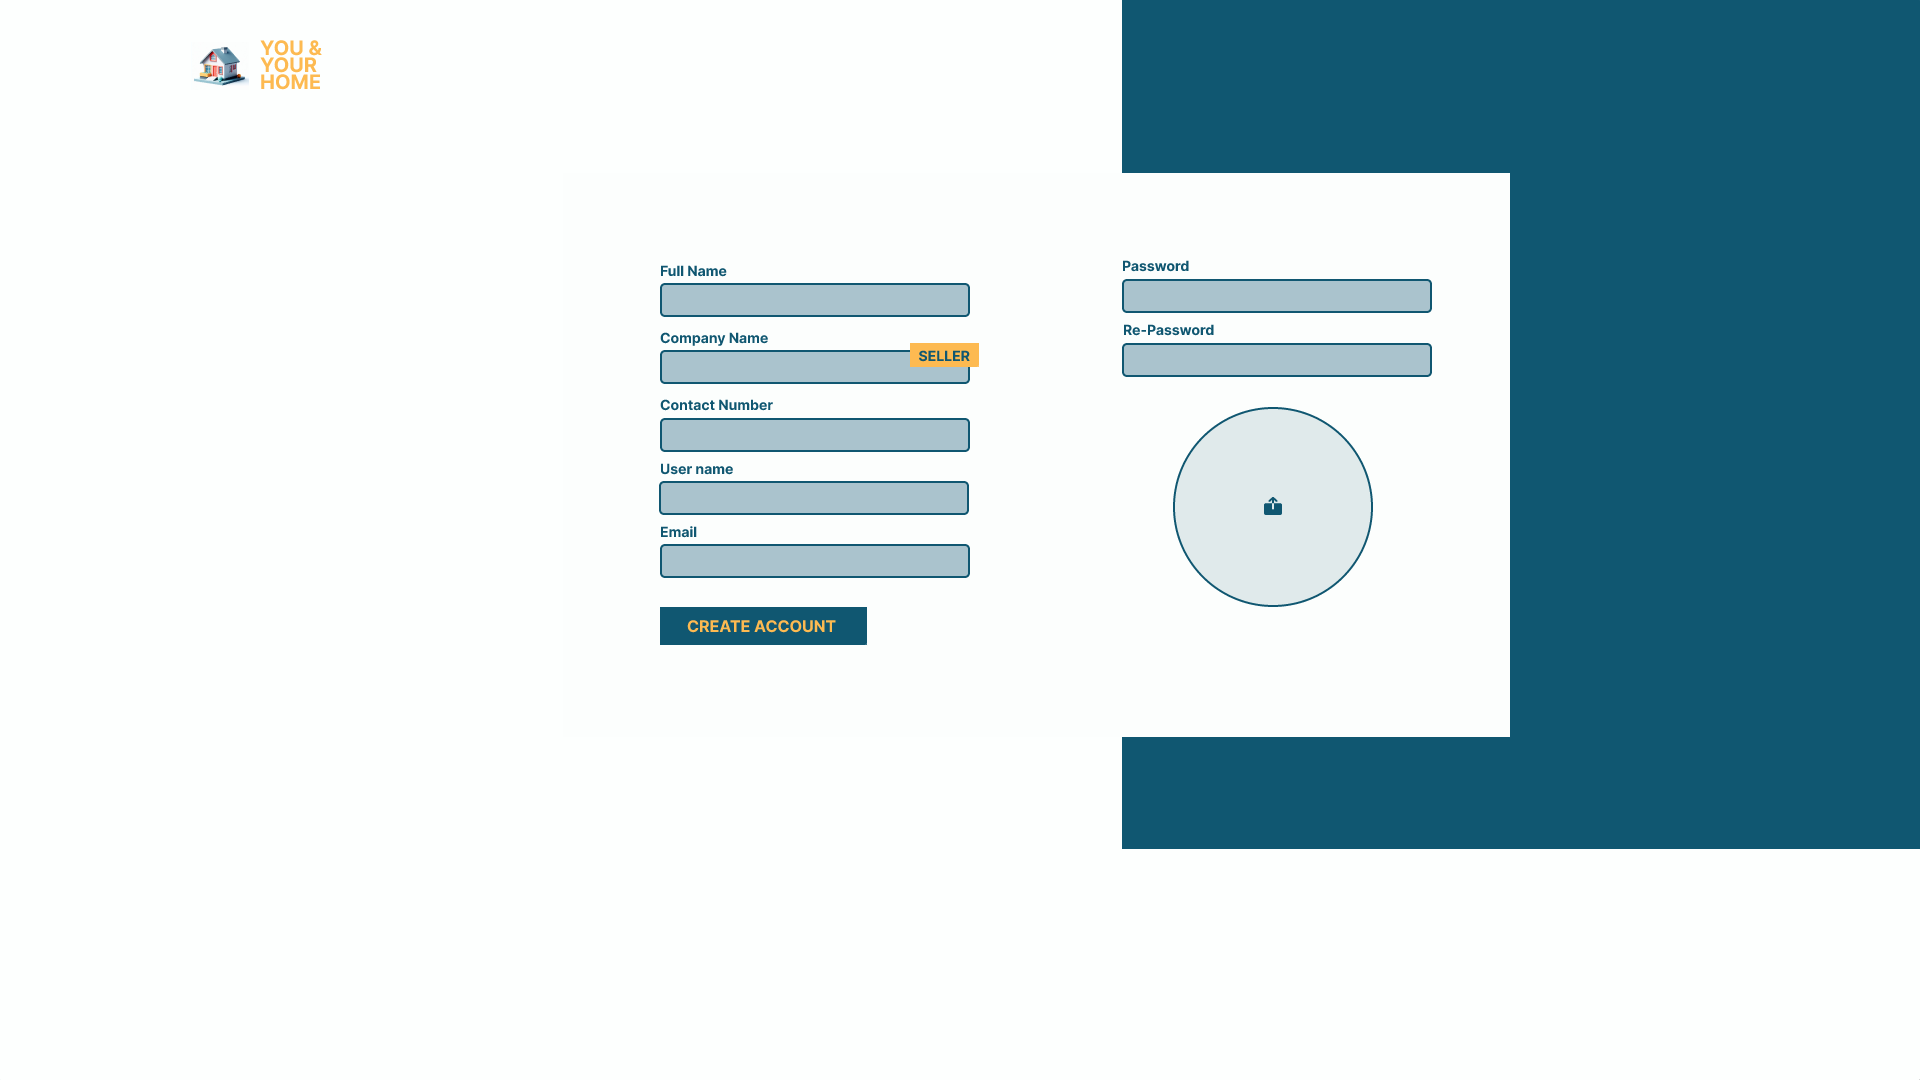 YOU &
YOUR
HOME
Full Name
Company Name
SELLER
Contact Number
User name
Email
CREATE ACCOUNT
Password
Re-Password